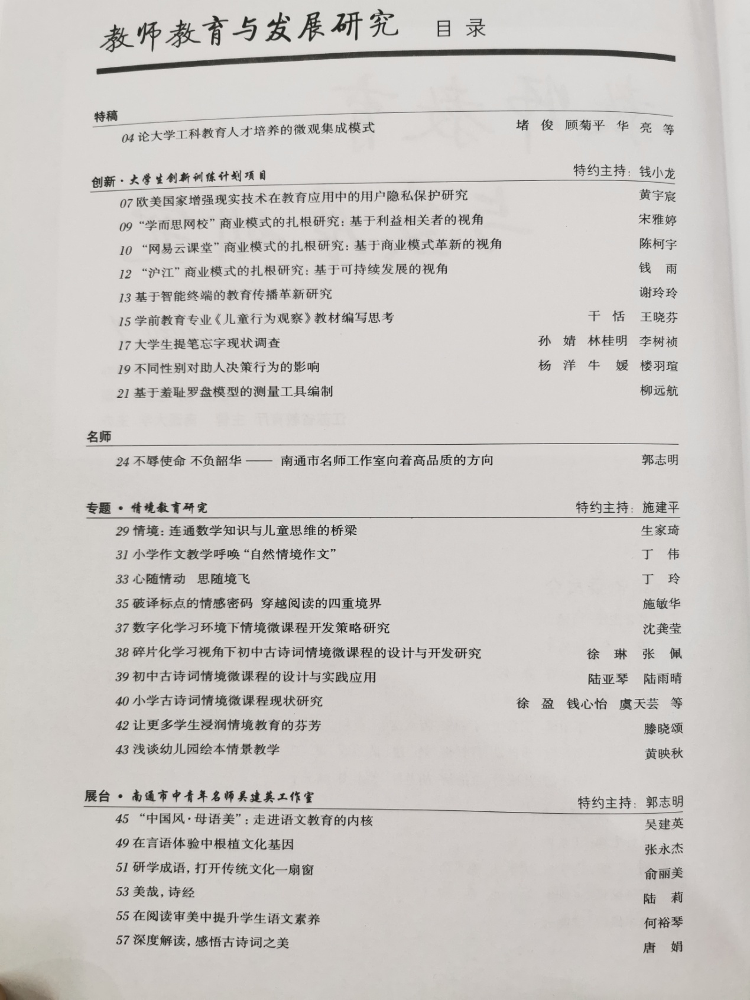 教师教育与发展研究 目录
特稿
04 论大学工科教育人才培养的微观集成模式 堵 俊 顾菊平 华 亮 等
创新·大学生创新训练计划项目 特约主持：钱小龙
07 欧美国家增强现实技术在教育应用中的用户隐私保护研究 黄宇宸
09 “学而思网校”商业模式的扎根研究：基于利益相关者的视角 宋雅婷
10 “网易云课堂”商业模式的扎根研究：基于商业模式革新的视角 陈柯宇
12 “沪江”商业模式的扎根研究：基于可持续发展的视角 钱 雨
13 基于智能终端的教育传播革新研究 谢玲玲
15 学前教育专业《儿童行为观察》教材编写思考 干 恬 王晓芬
17 大学生提笔忘字现状调查 孙 婧 林桂明 李树祯
19 不同性别对助人决策行为的影响 杨 洋 牛 媛 楼羽瑄
21 基于羞耻罗盘模型的测量工具编制 柳远航
名师
24 不辱使命 不负韶华 —— 南通市名师工作室向着高品质的方向 郭志明
专题·情境教育研究 特约主持：施建平
29 情境：连通数学知识与儿童思维的桥梁 生家琦
31 小学作文教学呼唤“自然情境作文” 丁 伟
33 心随情动 思随境飞 丁 玲
35 破译标点的情感密码 穿越阅读的四重境界 施敏华
37 数字化学习环境下情境微课程开发策略研究 沈龚莹
38 碎片化学习视角下初中古诗词情境微课程的设计与开发研究 徐 琳 张 佩
39 初中古诗词情境微课程的设计与实践应用 陆亚琴 陆雨晴
40 小学古诗词情境微课程现状研究 徐 盈 钱心怡 虞天芸 等
42 让更多学生浸润情境教育的芬芳 滕晓颂
43 浅谈幼儿园绘本情景教学 黄映秋
展台·南通市中青年名师吴建英工作室 特约主持：郭志明
45 “中国风·母语美”：走进语文教育的内核 吴建英
49 在言语体验中根植文化基因 张永杰
51 研学成语，打开传统文化一扇窗 俞丽美
53 美哉，诗经 陆 莉
55 在阅读审美中提升学生语文素养 何裕琴
57 深度解读，感悟古诗词之美 唐 娟